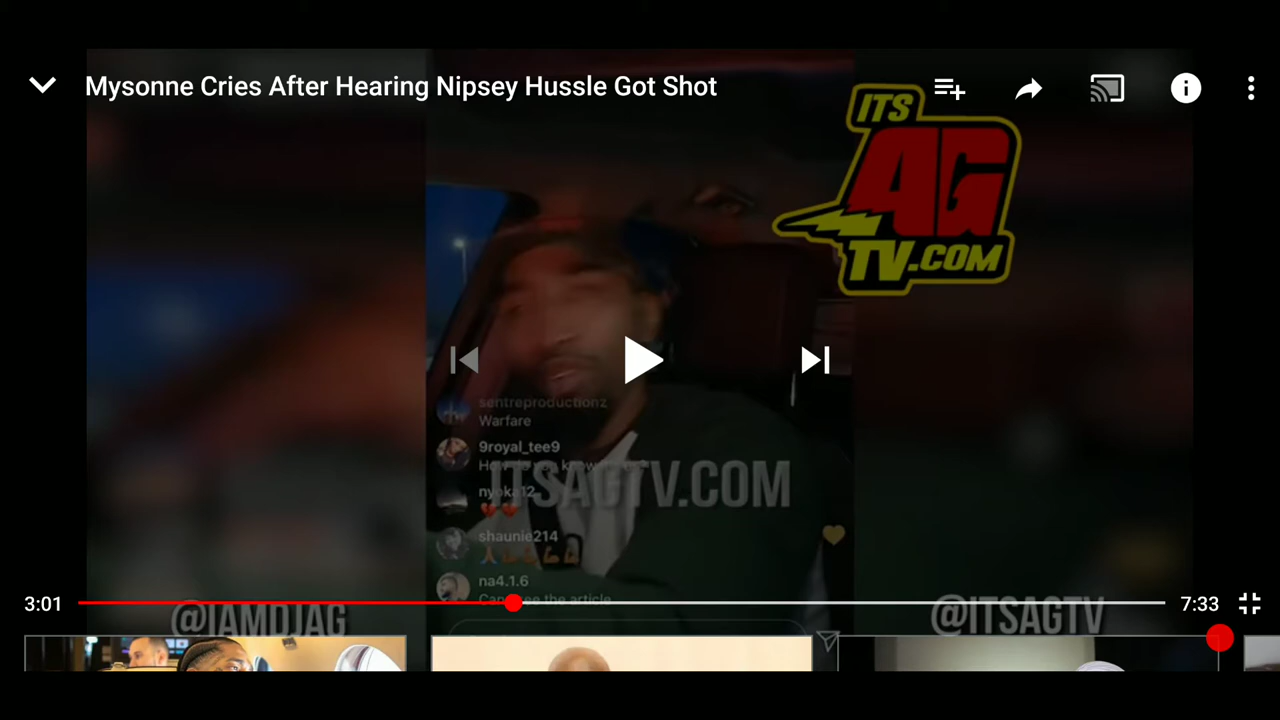 Mysonne Cries After Hearing Nipsey Hussle Got Shot
ITS
AG
TV.COM
sentreproductionz
Warfare
9royal_tee9
ITSAGTV.COM
nyoka12
shaunie214
na4.1.6
3:01
7:33
@IAMDJAG
@ITSAGTV